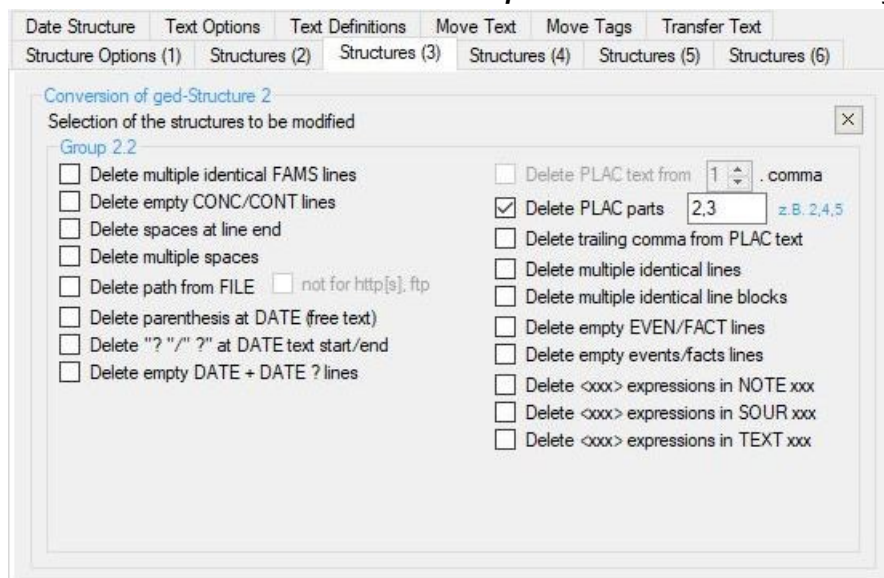 Date Structure Text Options Text Definitions Move Text Move Tags Transfer Text
Structure Options (1) Structures (2) Structures (3) Structures (4) Structures (5) Structures (6)
Conversion of ged-Structure 2
Selection of the structures to be modified
Group 2.2
Delete multiple identical FAMS lines
Delete empty CONC/CONT lines
Delete spaces at line end
Delete multiple spaces
Delete path from FILE not for http[s], ftp
Delete parenthesis at DATE (free text)
Delete "? "/" ?" at DATE text start/end
Delete empty DATE + DATE ? lines
Delete PLAC text from 1 . comma
Delete PLAC parts 2,3 z.B. 2,4,5
Delete trailing comma from PLAC text
Delete multiple identical lines
Delete multiple identical line blocks
Delete empty EVEN/FACT lines
Delete empty events/facts lines
Delete <xxx> expressions in NOTE xxx
Delete <xxx> expressions in SOUR xxx
Delete <xxx> expressions in TEXT xxx